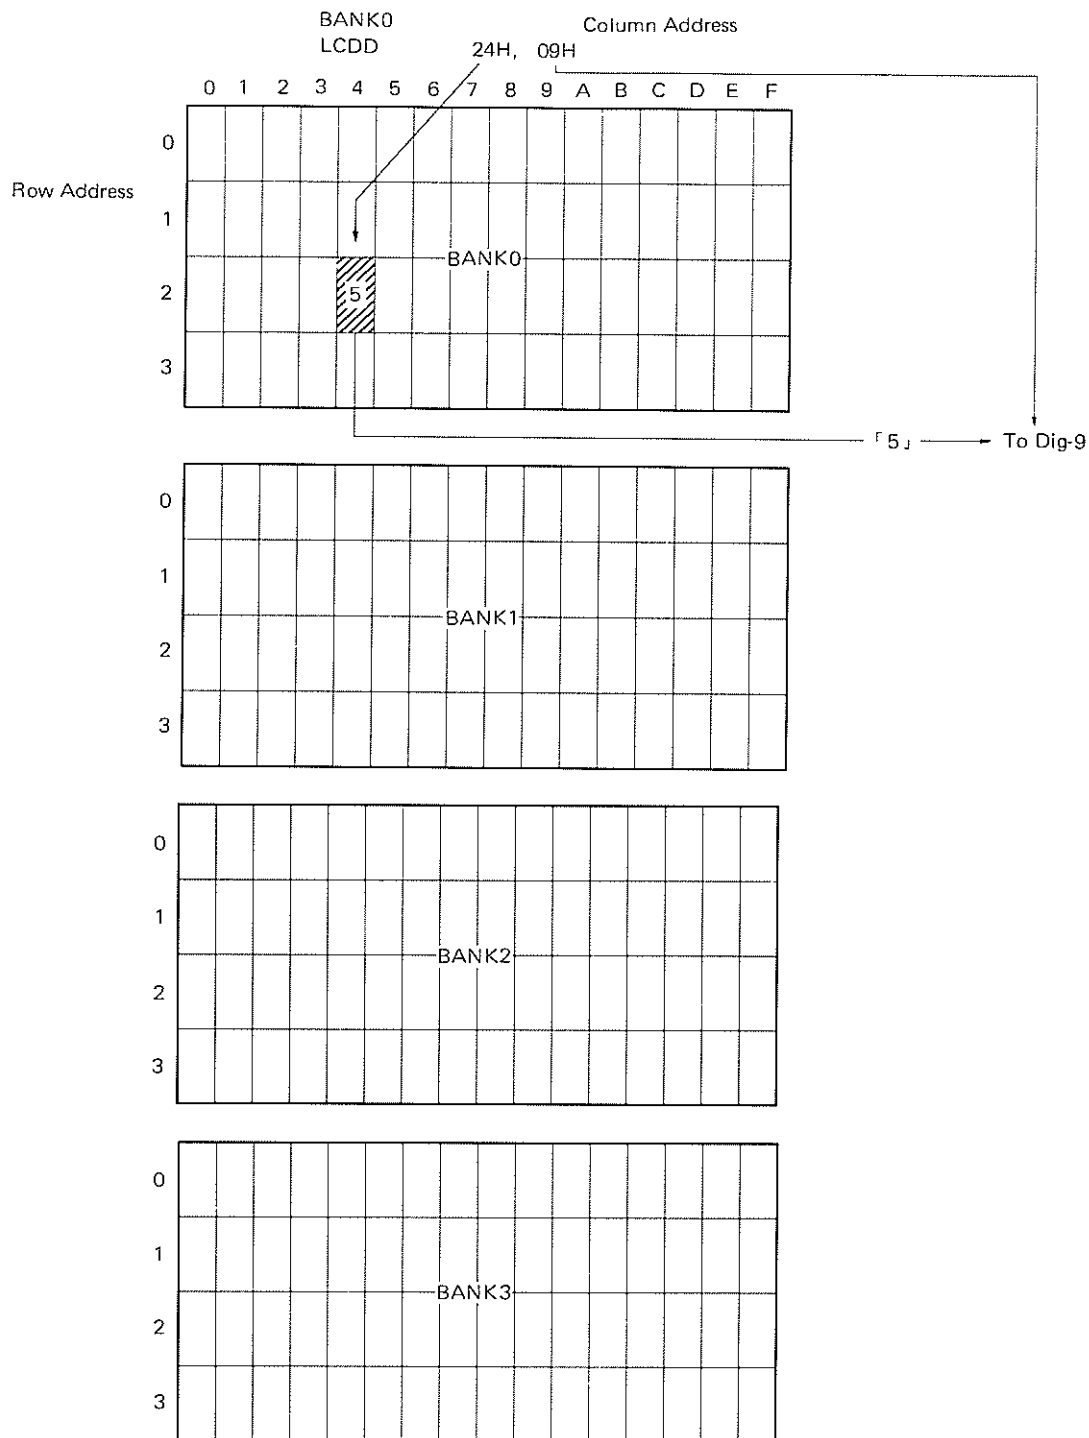 BANK0
LCDD
Column Address
24H, 09H
0 1 2 3 4 5 6 7 8 9 A B C D E F
0
Row Address
1
BANK0
2
5
3
「5」
To Dig-9
0
1
BANK1
2
3
0
1
BANK2
2
3
0
1
BANK3
2
3